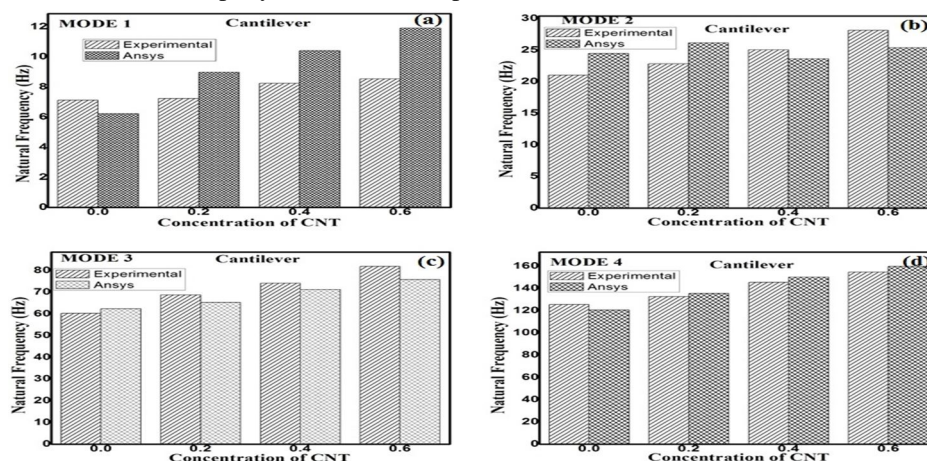 MODE 1
Cantilever
(a)
Experimental
Ansys
Natural Frequency (Hz)
12
10
8
6
4
2
0
0.0 0.2 0.4 0.6
Concentration of CNT
MODE 2
Cantilever
(b)
Experimental
Ansys
Natural Frequency (Hz)
30
25
20
15
10
5
0
0.0 0.2 0.4 0.6
Concentration of CNT
MODE 3
Cantilever
(c)
Experimental
Ansys
Natural Frequency (Hz)
80
70
60
50
40
30
20
10
0
0.0 0.2 0.4 0.6
Concentration of CNT
MODE 4
Cantilever
(d)
Experimental
Ansys
Natural Frequency (Hz)
160
140
120
100
80
60
40
20
0
0.0 0.2 0.4 0.6
Concentration of CNT